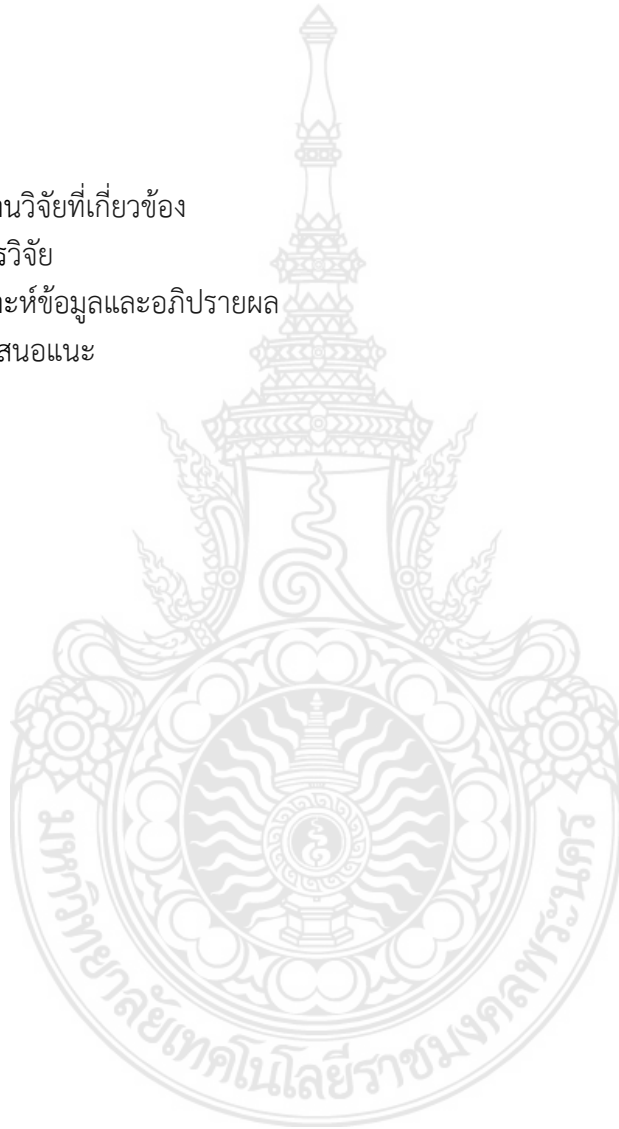 านวิจัยที่เกี่ยวข้อง
รวิจัย
าะห์ข้อมูลและอภิปรายผล
สนอแนะ
มหาวิทยาลัยเทคโนโลยีราชมงคลพระนคร